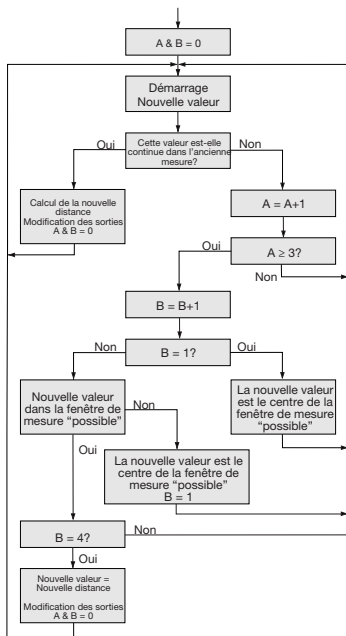 A & B = 0
Démarrage
Nouvelle valeur
Cette valeur est-elle
continue dans l'ancienne
mesure?
Oui
Non
Calcul de la nouvelle
distance
Modification des sorties
A & B = 0
A = A+1
A ≥ 3?
Oui
Non
B = B+1
B = 1?
Non
Oui
Nouvelle valeur
dans la fenêtre de
mesure "possible"
Non
La nouvelle valeur
est le centre de la
fenêtre de mesure
"possible"
Oui
La nouvelle valeur est le
centre de la fenêtre de
mesure "possible"
B = 1
B = 4?
Non
Oui
Nouvelle valeur =
Nouvelle distance
Modification des sorties
A & B = 0